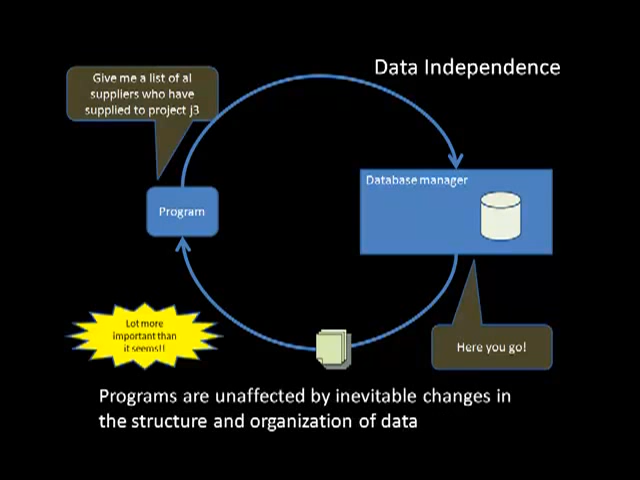 Data Independence
Give me a list of al
suppliers who have
supplied to project j3
Database manager
Program
Lot more
important than
it seems!!
Here you go!
Programs are unaffected by inevitable changes in
the structure and organization of data